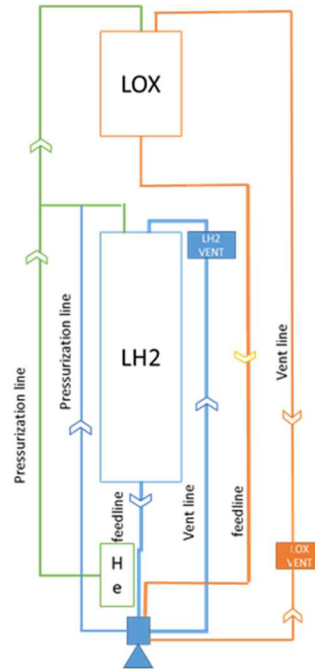 LOX
LH2
VENT
LH2
Pressurization line
Pressurization line
feedline
Vent line
feedline
Vent line
H
e
LOX
VENT